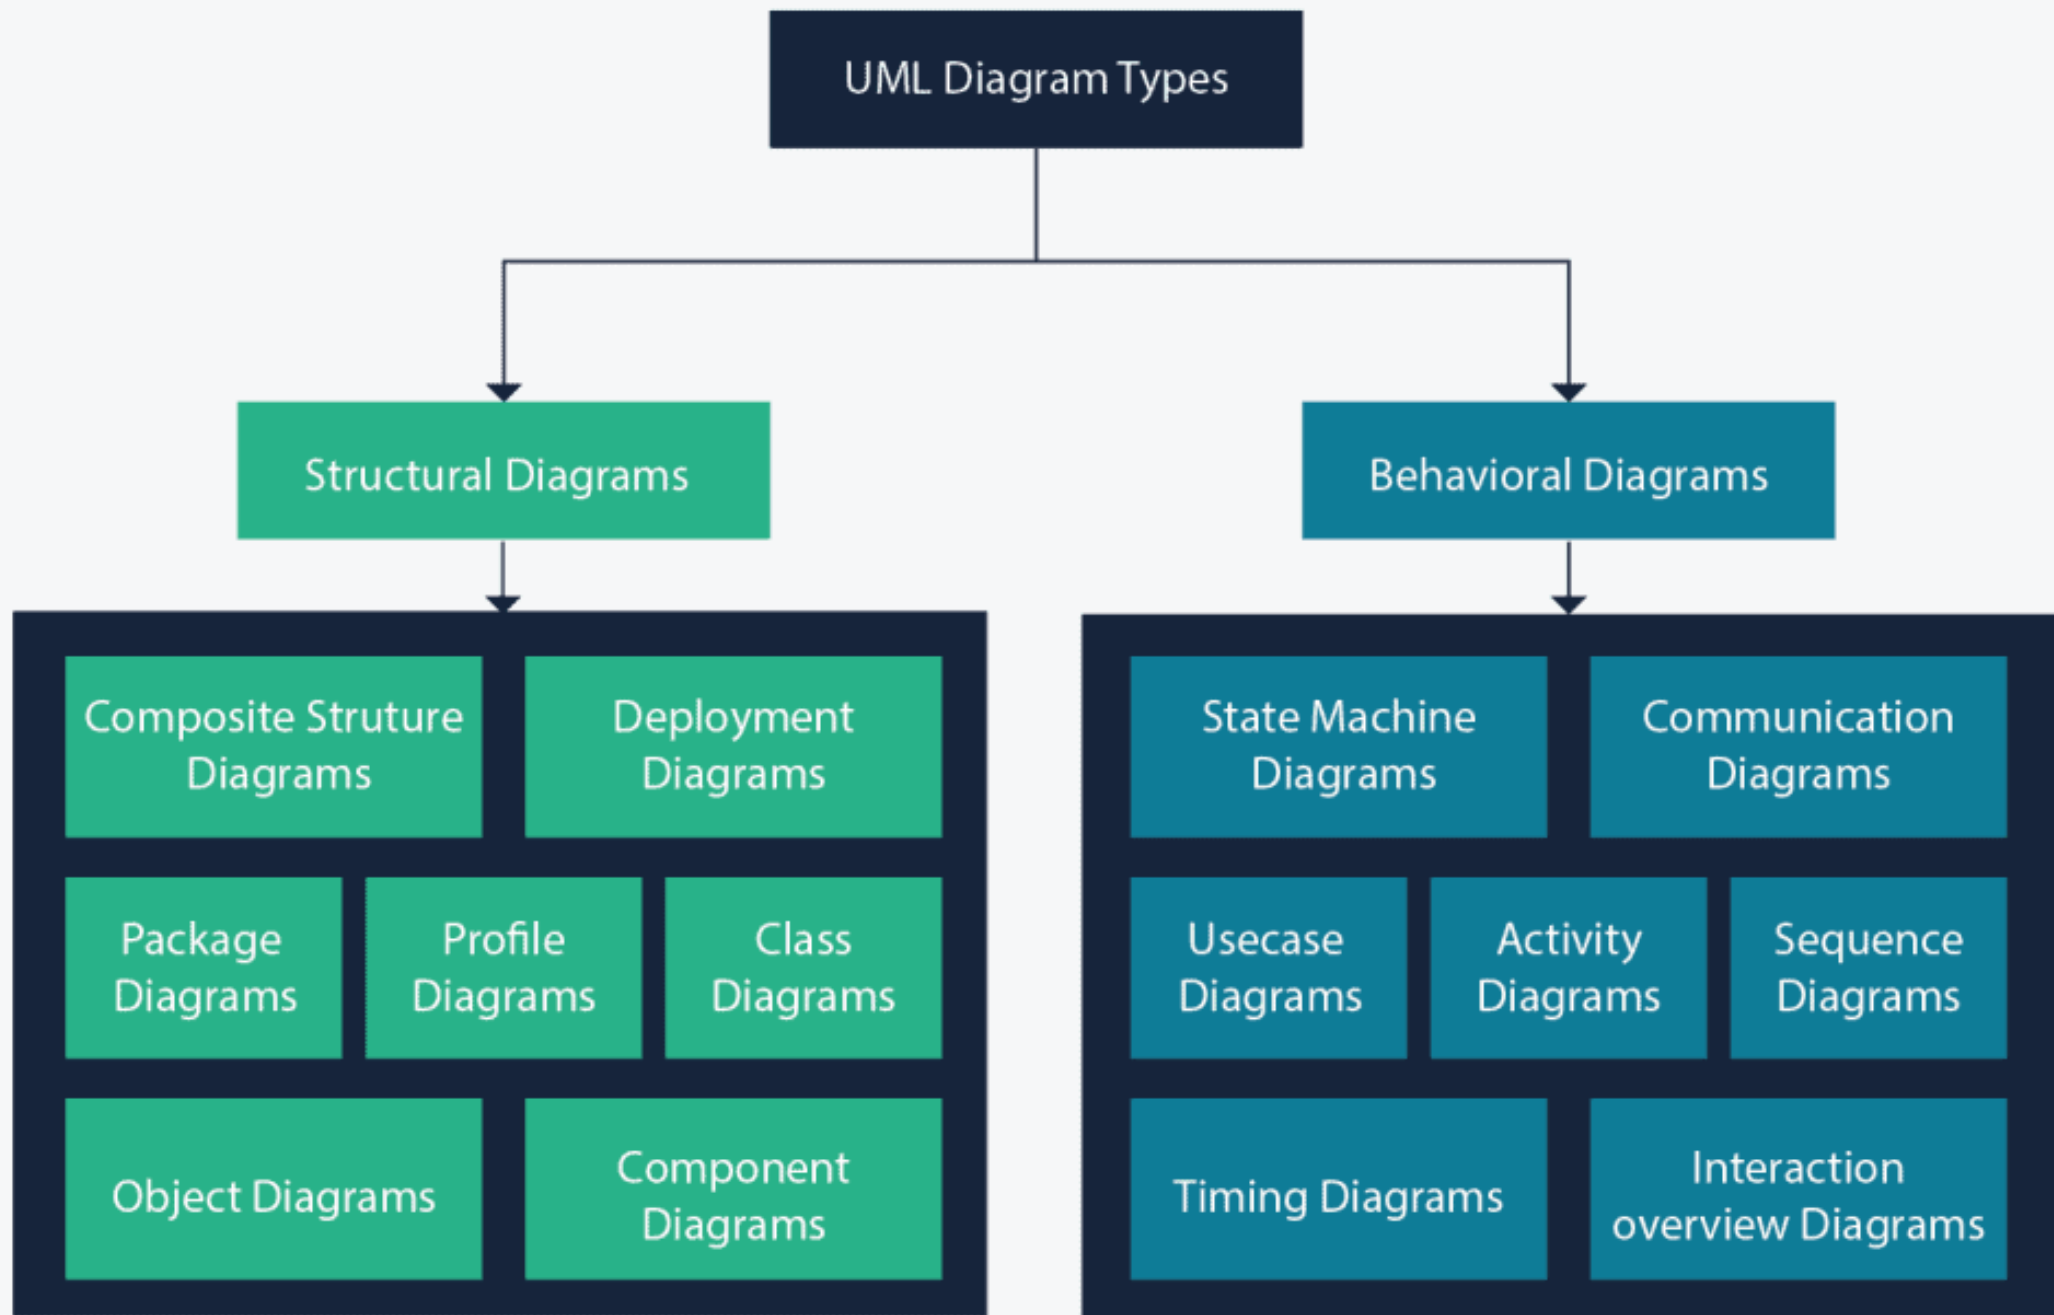 UML Diagram Types
Structural Diagrams
Behavioral Diagrams
Composite Struture
Diagrams
Deployment
Diagrams
Package
Diagrams
Profile
Diagrams
Class
Diagrams
Object Diagrams
Component
Diagrams
State Machine
Diagrams
Communication
Diagrams
Usecase
Diagrams
Activity
Diagrams
Sequence
Diagrams
Timing Diagrams
Interaction
overview Diagrams